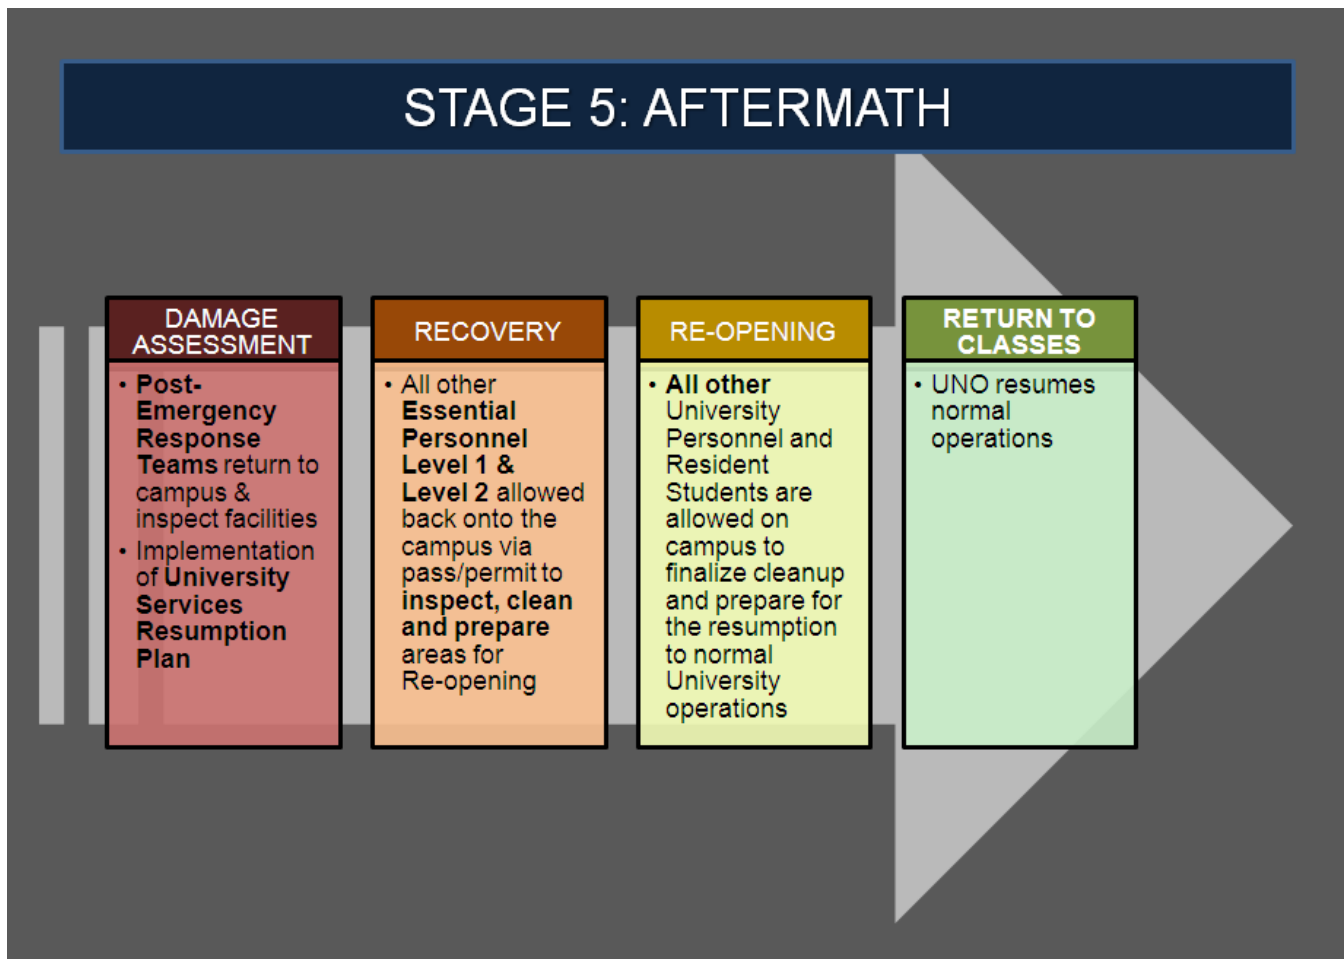 STAGE 5: AFTERMATH
DAMAGE
ASSESSMENT
• Post-
Emergency
Response
Teams return to
campus &
inspect facilities
• Implementation
of University
Services
Resumption
Plan
RECOVERY
• All other
Essential
Personnel
Level 1 &
Level 2 allowed
back onto the
campus via
pass/permit to
inspect, clean
and prepare
areas for
Re-opening
RE-OPENING
• All other
University
Personnel and
Resident
Students are
allowed on
campus to
finalize cleanup
and prepare for
the resumption
to normal
University
operations
RETURN TO
CLASSES
• UNO resumes
normal
operations